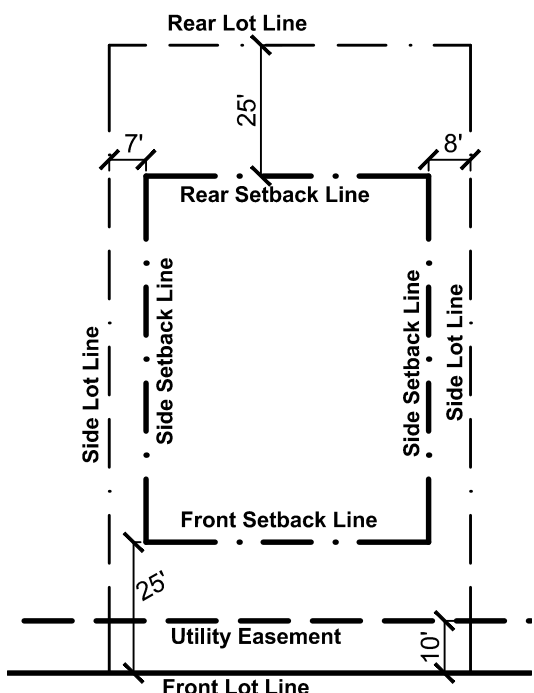 Rear Lot Line
25'
7'
8'
Rear Setback Line
Side Lot Line
Side Setback Line
Side Setback Line
Side Lot Line
Front Setback Line
25'
Utility Easement
10'
Front Lot Line